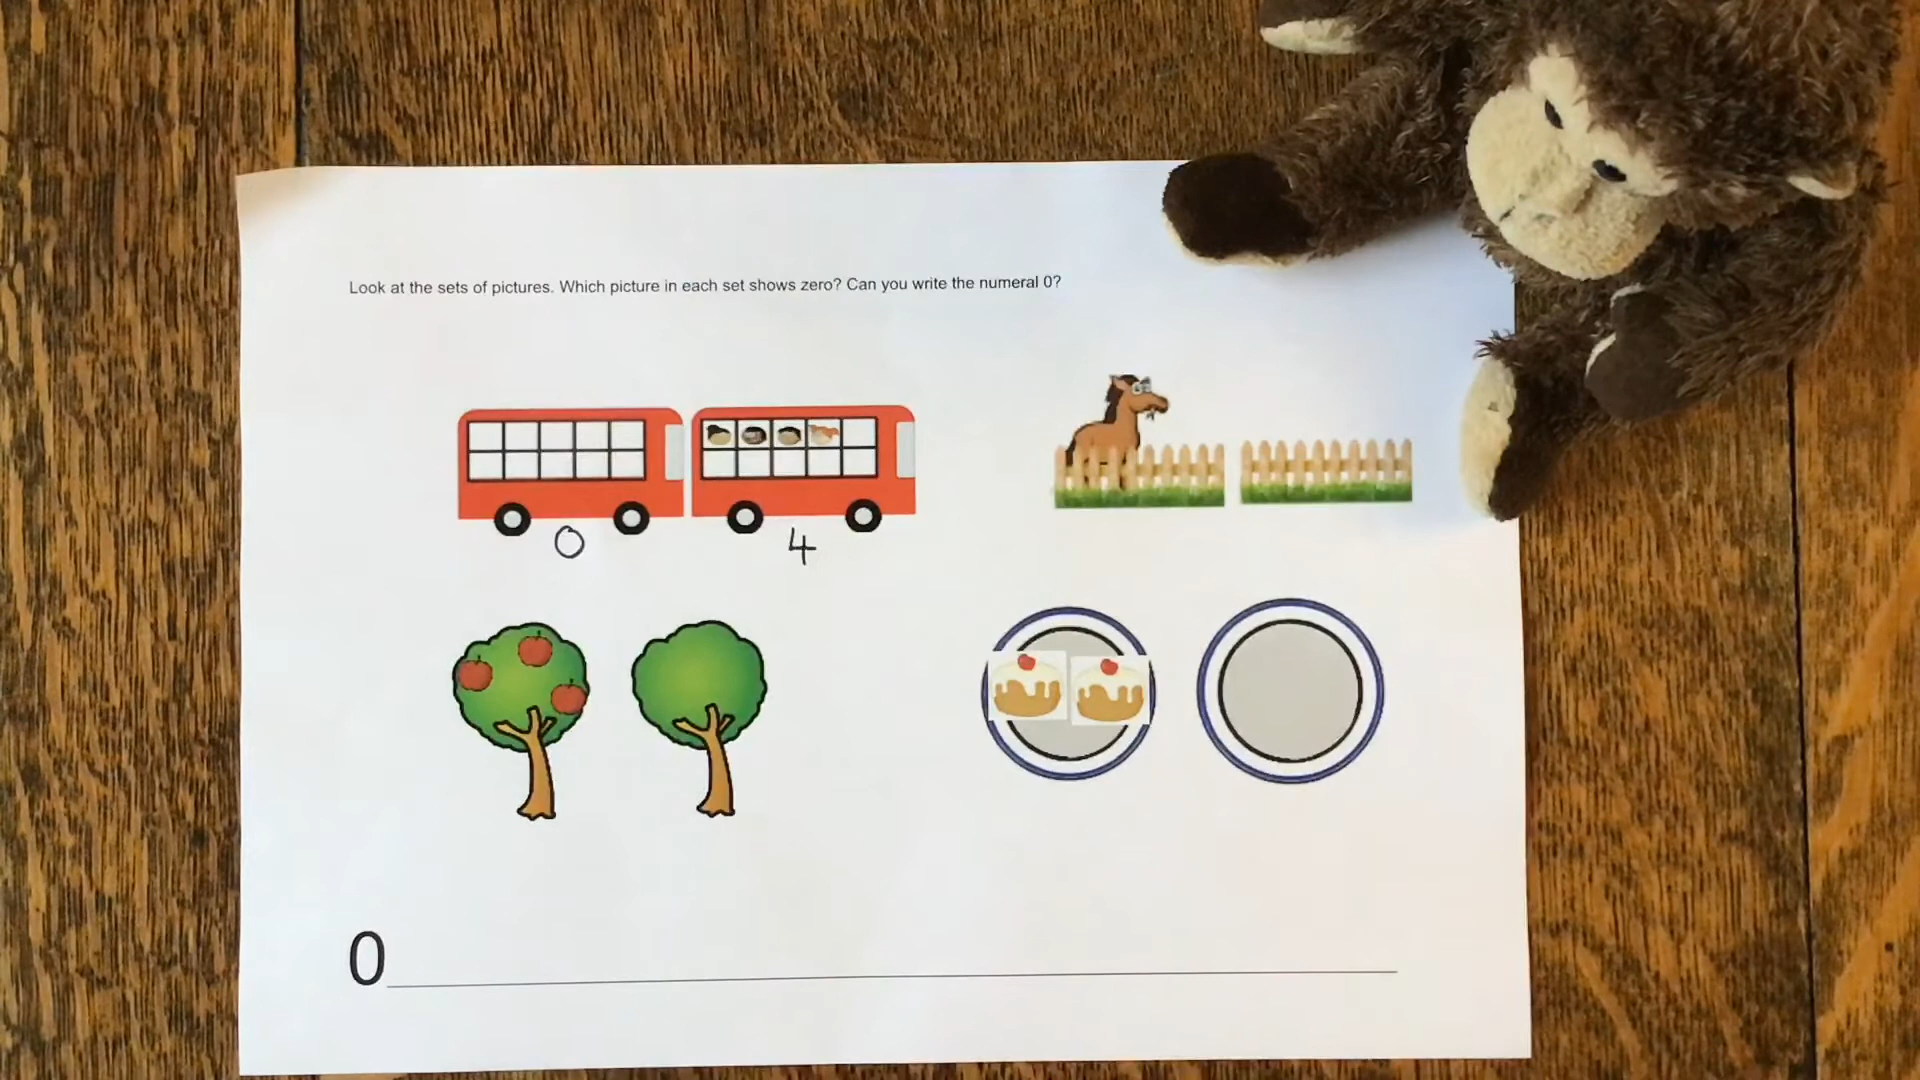 Look at the sets of pictures. Which picture in each set shows zero? Can you write the numeral 0?
0
4
0